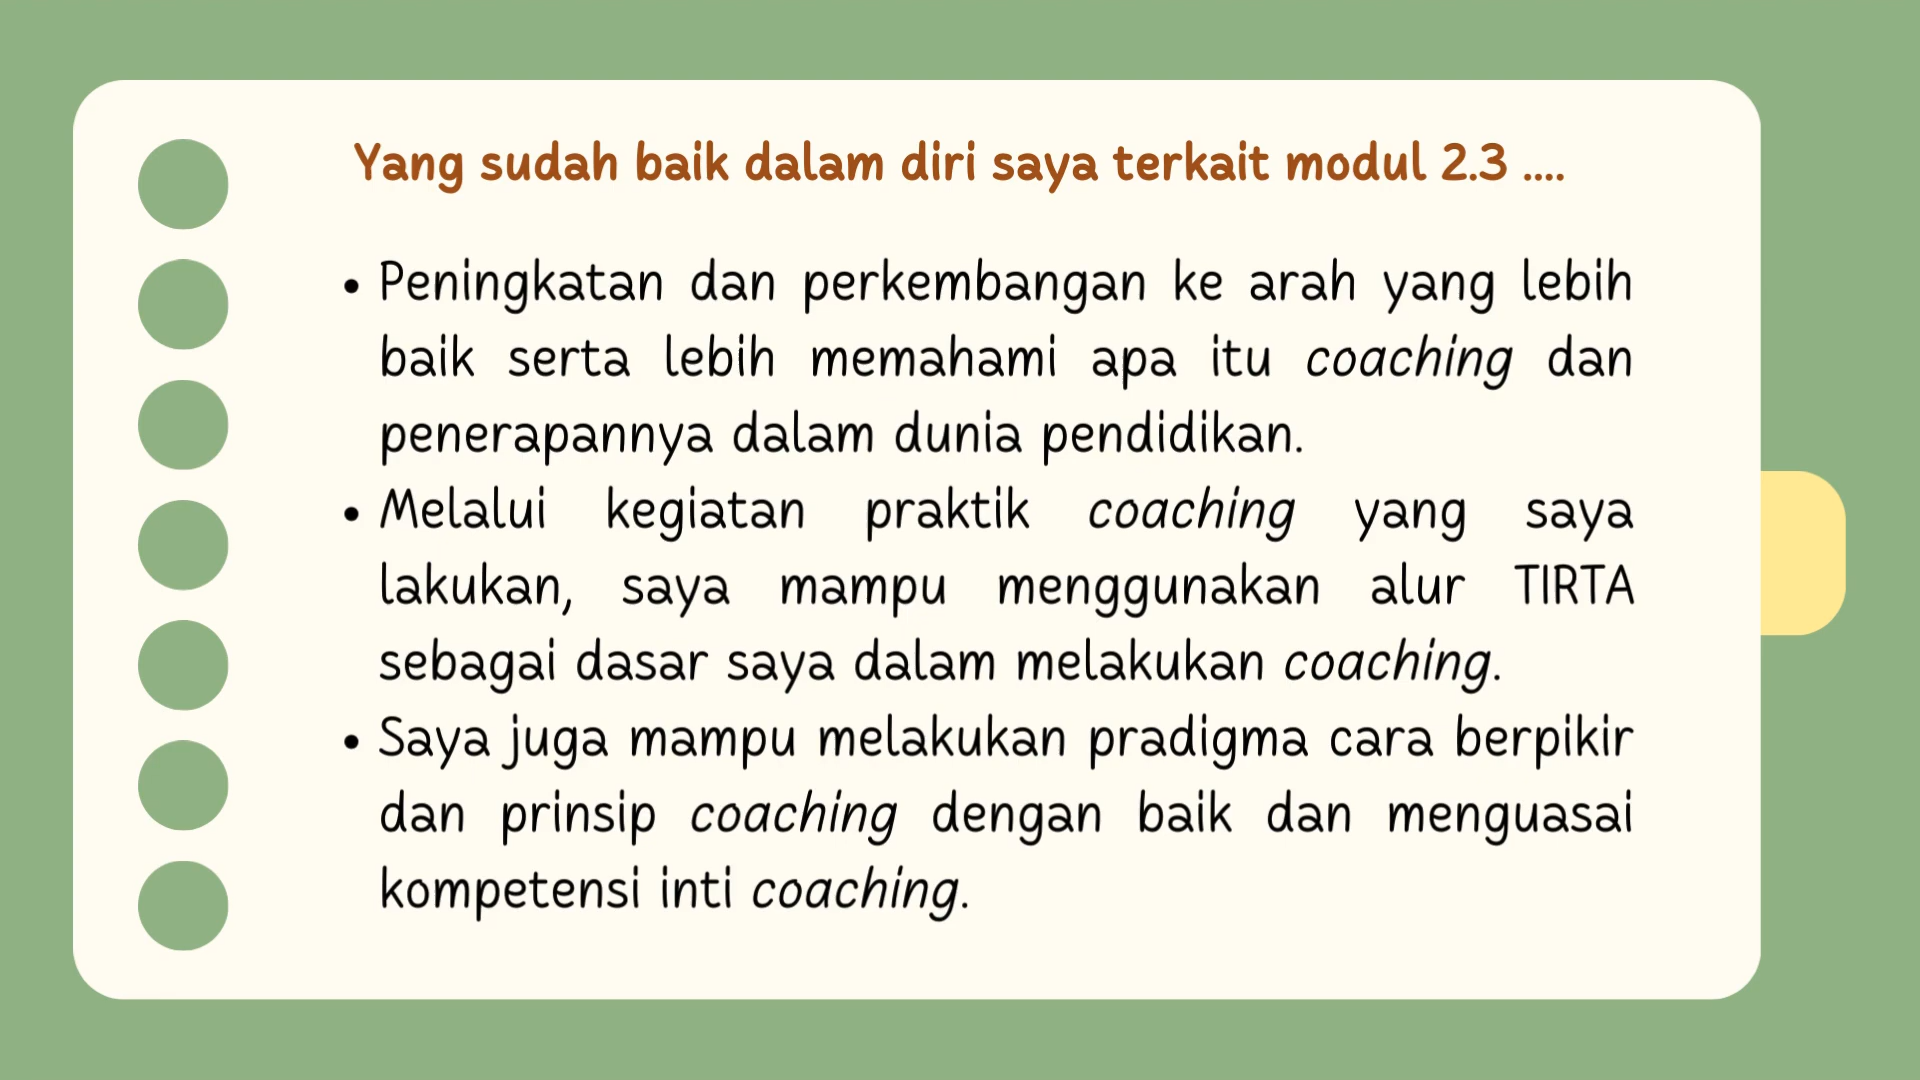 Yang sudah baik dalam diri saya terkait modul 2.3 ....
• Peningkatan dan perkembangan ke arah yang lebih
baik serta lebih memahami apa itu coaching dan
penerapannya dalam dunia pendidikan.
• Melalui kegiatan praktik coaching yang saya
lakukan, saya mampu menggunakan alur TIRTA
sebagai dasar saya dalam melakukan coaching.
• Saya juga mampu melakukan pradigma cara berpikir
dan prinsip coaching dengan baik dan menguasai
kompetensi inti coaching.